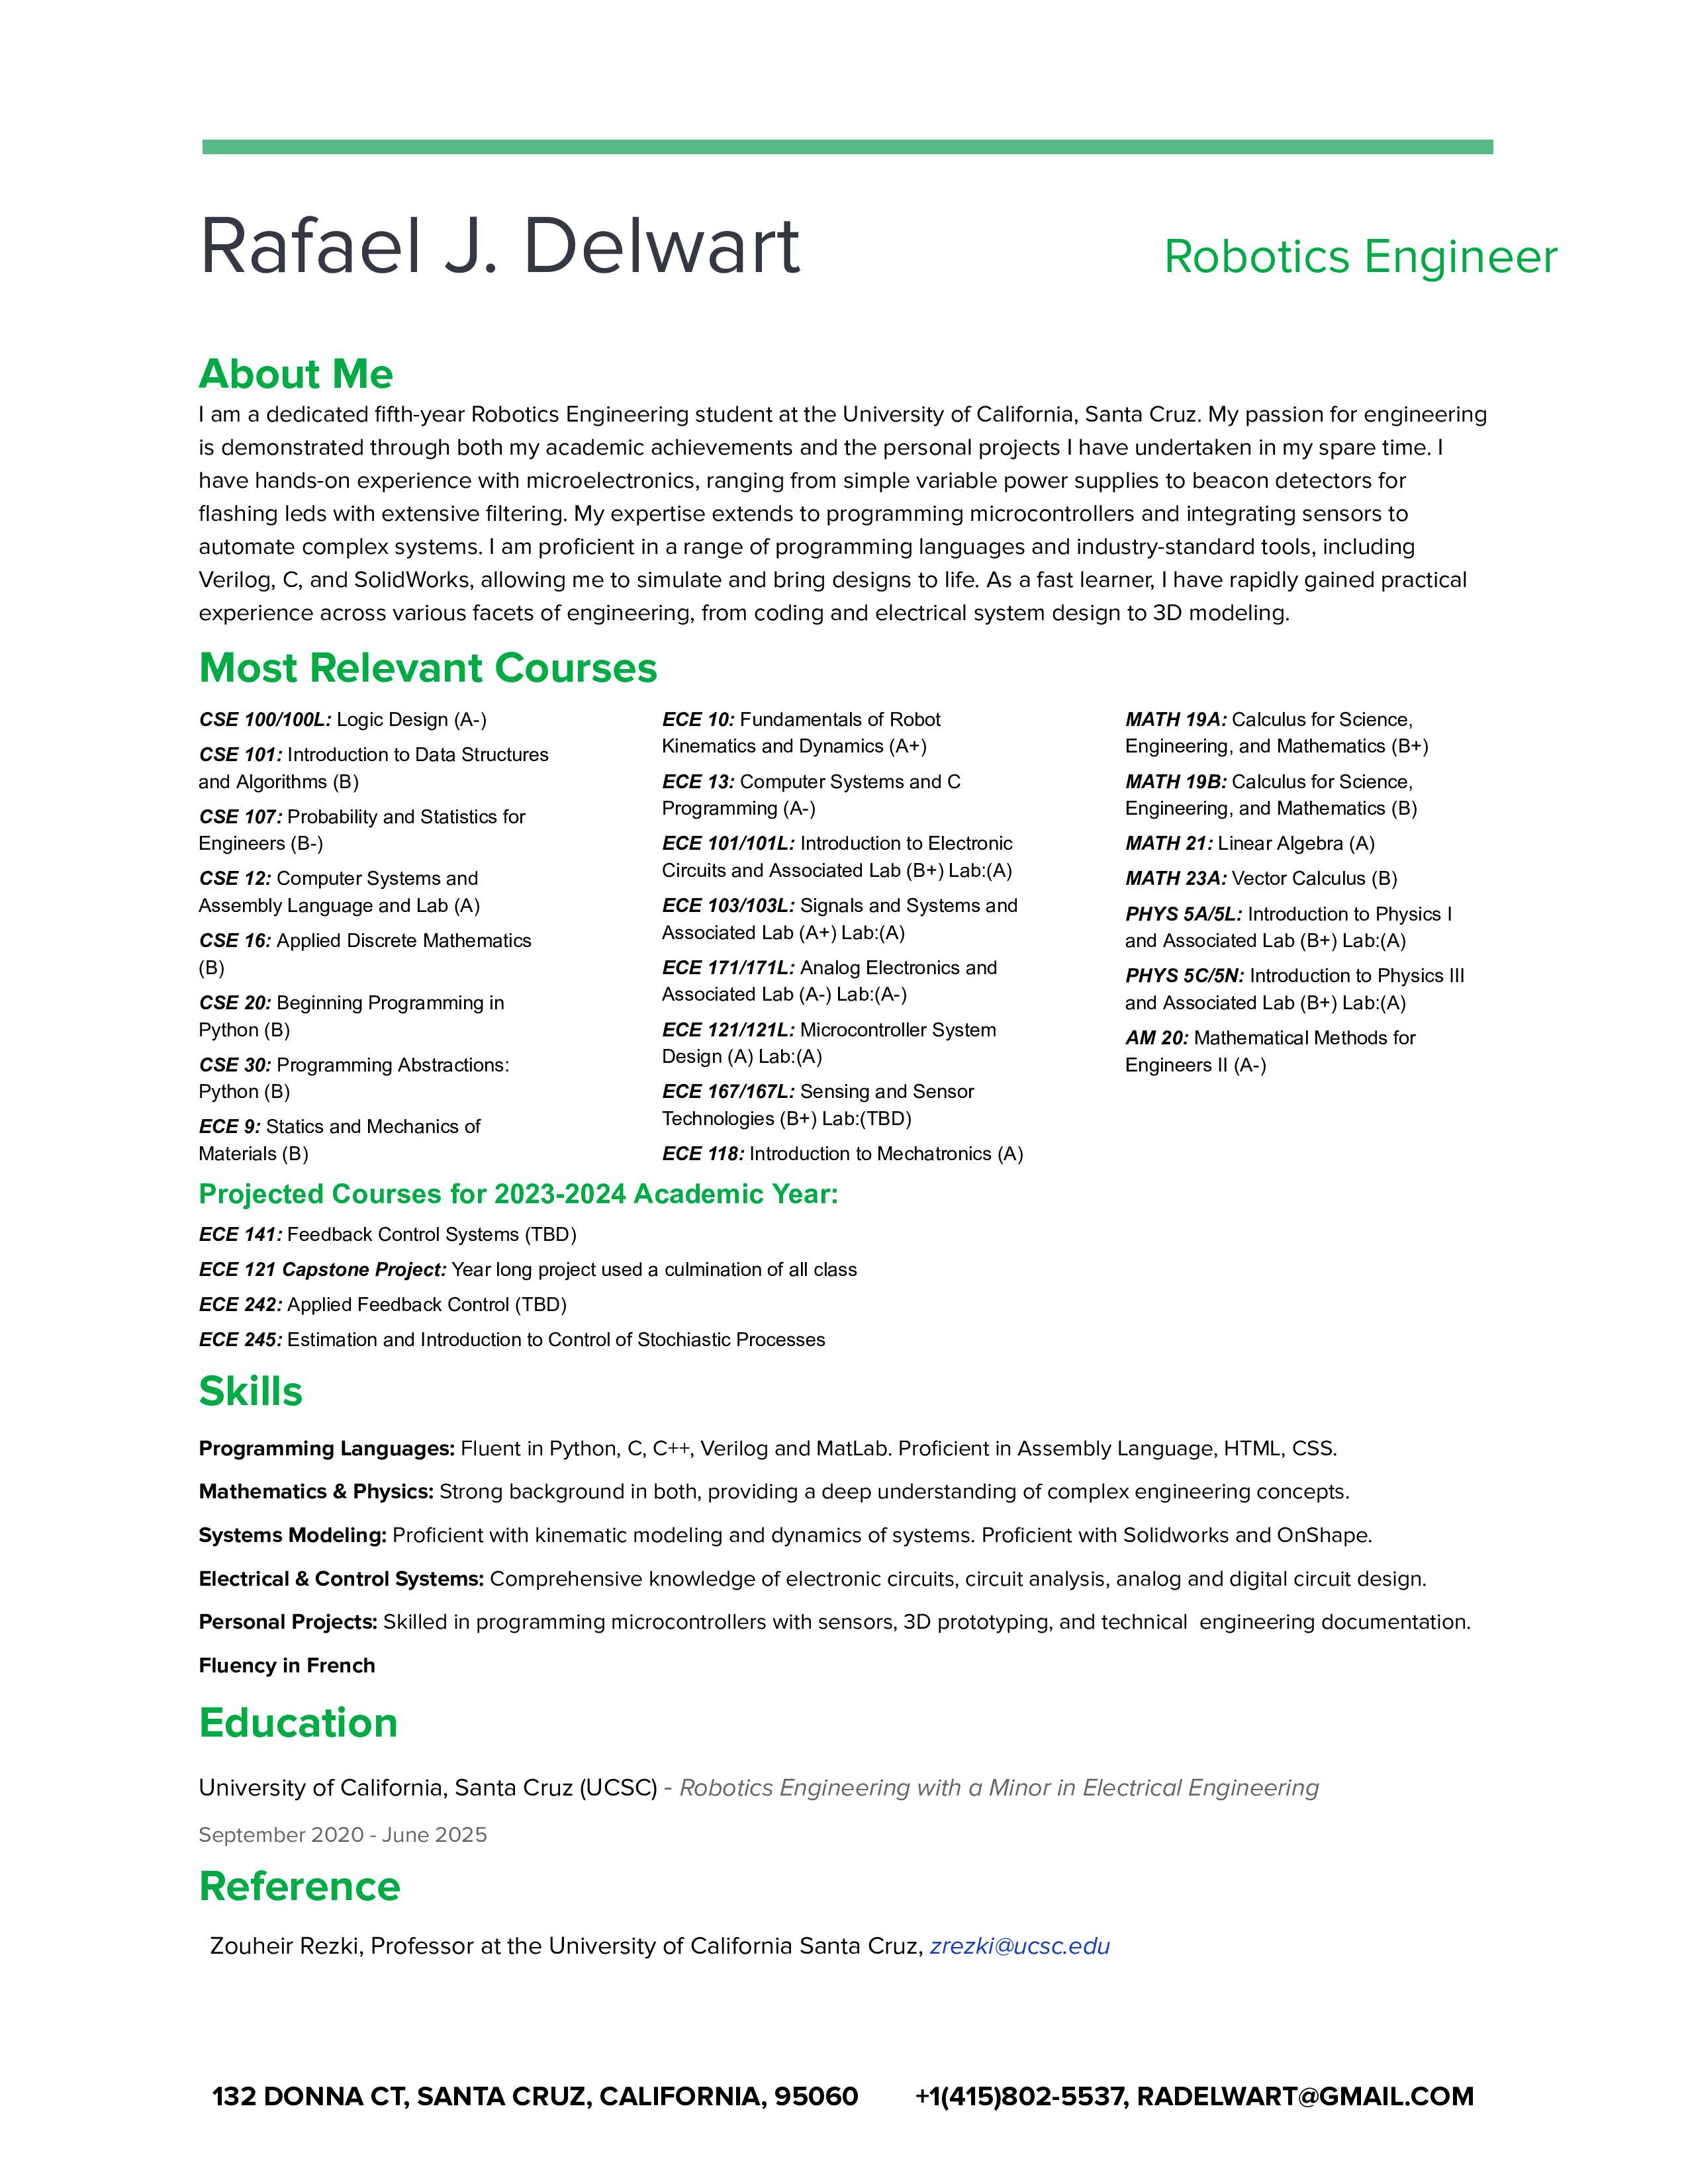 Rafael J. Delwart
Robotics Engineer
About Me
I am a dedicated fifth-year Robotics Engineering student at the University of California, Santa Cruz. My passion for engineering
is demonstrated through both my academic achievements and the personal projects I have undertaken in my spare time. I
have hands-on experience with microelectronics, ranging from simple variable power supplies to beacon detectors for
flashing leds with extensive filtering. My expertise extends to programming microcontrollers and integrating sensors to
automate complex systems. I am proficient in a range of programming languages and industry-standard tools, including
Verilog, C, and SolidWorks, allowing me to simulate and bring designs to life. As a fast learner, I have rapidly gained practical
experience across various facets of engineering, from coding and electrical system design to 3D modeling.
Most Relevant Courses
CSE 100/100L: Logic Design (A-)
CSE 101: Introduction to Data Structures
and Algorithms (B)
CSE 107: Probability and Statistics for
Engineers (B-)
CSE 12: Computer Systems and
Assembly Language and Lab (A)
CSE 16: Applied Discrete Mathematics
(B)
CSE 20: Beginning Programming in
Python (B)
CSE 30: Programming Abstractions:
Python (B)
ECE 9: Statics and Mechanics of
Materials (B)
ECE 10: Fundamentals of Robot
Kinematics and Dynamics (A+)
ECE 13: Computer Systems and C
Programming (A-)
ECE 101/101L: Introduction to Electronic
Circuits and Associated Lab (B+) Lab:(A)
ECE 103/103L: Signals and Systems and
Associated Lab (A+) Lab:(A)
ECE 171/171L: Analog Electronics and
Associated Lab (A-) Lab:(A-)
ECE 121/121L: Microcontroller System
Design (A) Lab:(A)
ECE 167/167L: Sensing and Sensor
Technologies (B+) Lab:(TBD)
ECE 118: Introduction to Mechatronics (A)
MATH 19A: Calculus for Science,
Engineering, and Mathematics (B+)
MATH 19B: Calculus for Science,
Engineering, and Mathematics (B)
MATH 21: Linear Algebra (A)
MATH 23A: Vector Calculus (B)
PHYS 5A/5L: Introduction to Physics I
and Associated Lab (B+) Lab:(A)
PHYS 5C/5N: Introduction to Physics III
and Associated Lab (B+) Lab:(A)
AM 20: Mathematical Methods for
Engineers II (A-)
Projected Courses for 2023-2024 Academic Year:
ECE 141: Feedback Control Systems (TBD)
ECE 121 Capstone Project: Year long project used a culmination of all class
ECE 242: Applied Feedback Control (TBD)
ECE 245: Estimation and Introduction to Control of Stochiastic Processes
Skills
Programming Languages: Fluent in Python, C, C++, Verilog and MatLab. Proficient in Assembly Language, HTML, CSS.
Mathematics & Physics: Strong background in both, providing a deep understanding of complex engineering concepts.
Systems Modeling: Proficient with kinematic modeling and dynamics of systems. Proficient with Solidworks and OnShape.
Electrical & Control Systems: Comprehensive knowledge of electronic circuits, circuit analysis, analog and digital circuit design.
Personal Projects: Skilled in programming microcontrollers with sensors, 3D prototyping, and technical  engineering documentation.
Fluency in French
Education
University of California, Santa Cruz (UCSC) - Robotics Engineering with a Minor in Electrical Engineering
September 2020 - June 2025
Reference
Zouheir Rezki, Professor at the University of California Santa Cruz, zrezki@ucsc.edu
132 DONNA CT, SANTA CRUZ, CALIFORNIA, 95060 +1(415)802-5537, RADELWART@GMAIL.COM